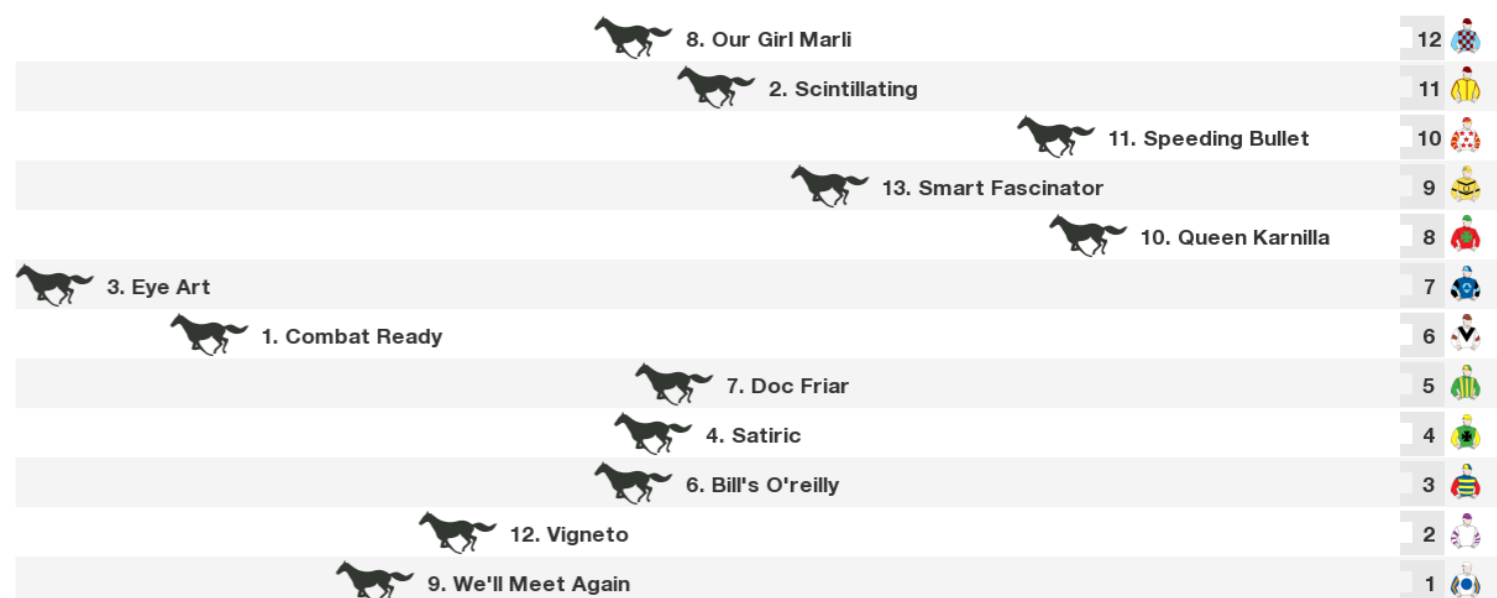 8. Our Girl Marli 12
2. Scintillating 11
11. Speeding Bullet 10
13. Smart Fascinator 9
10. Queen Karnilla 8
3. Eye Art 7
1. Combat Ready 6
7. Doc Friar 5
4. Satiric 4
6. Bill's O'reilly 3
12. Vigneto 2
9. We'll Meet Again 1